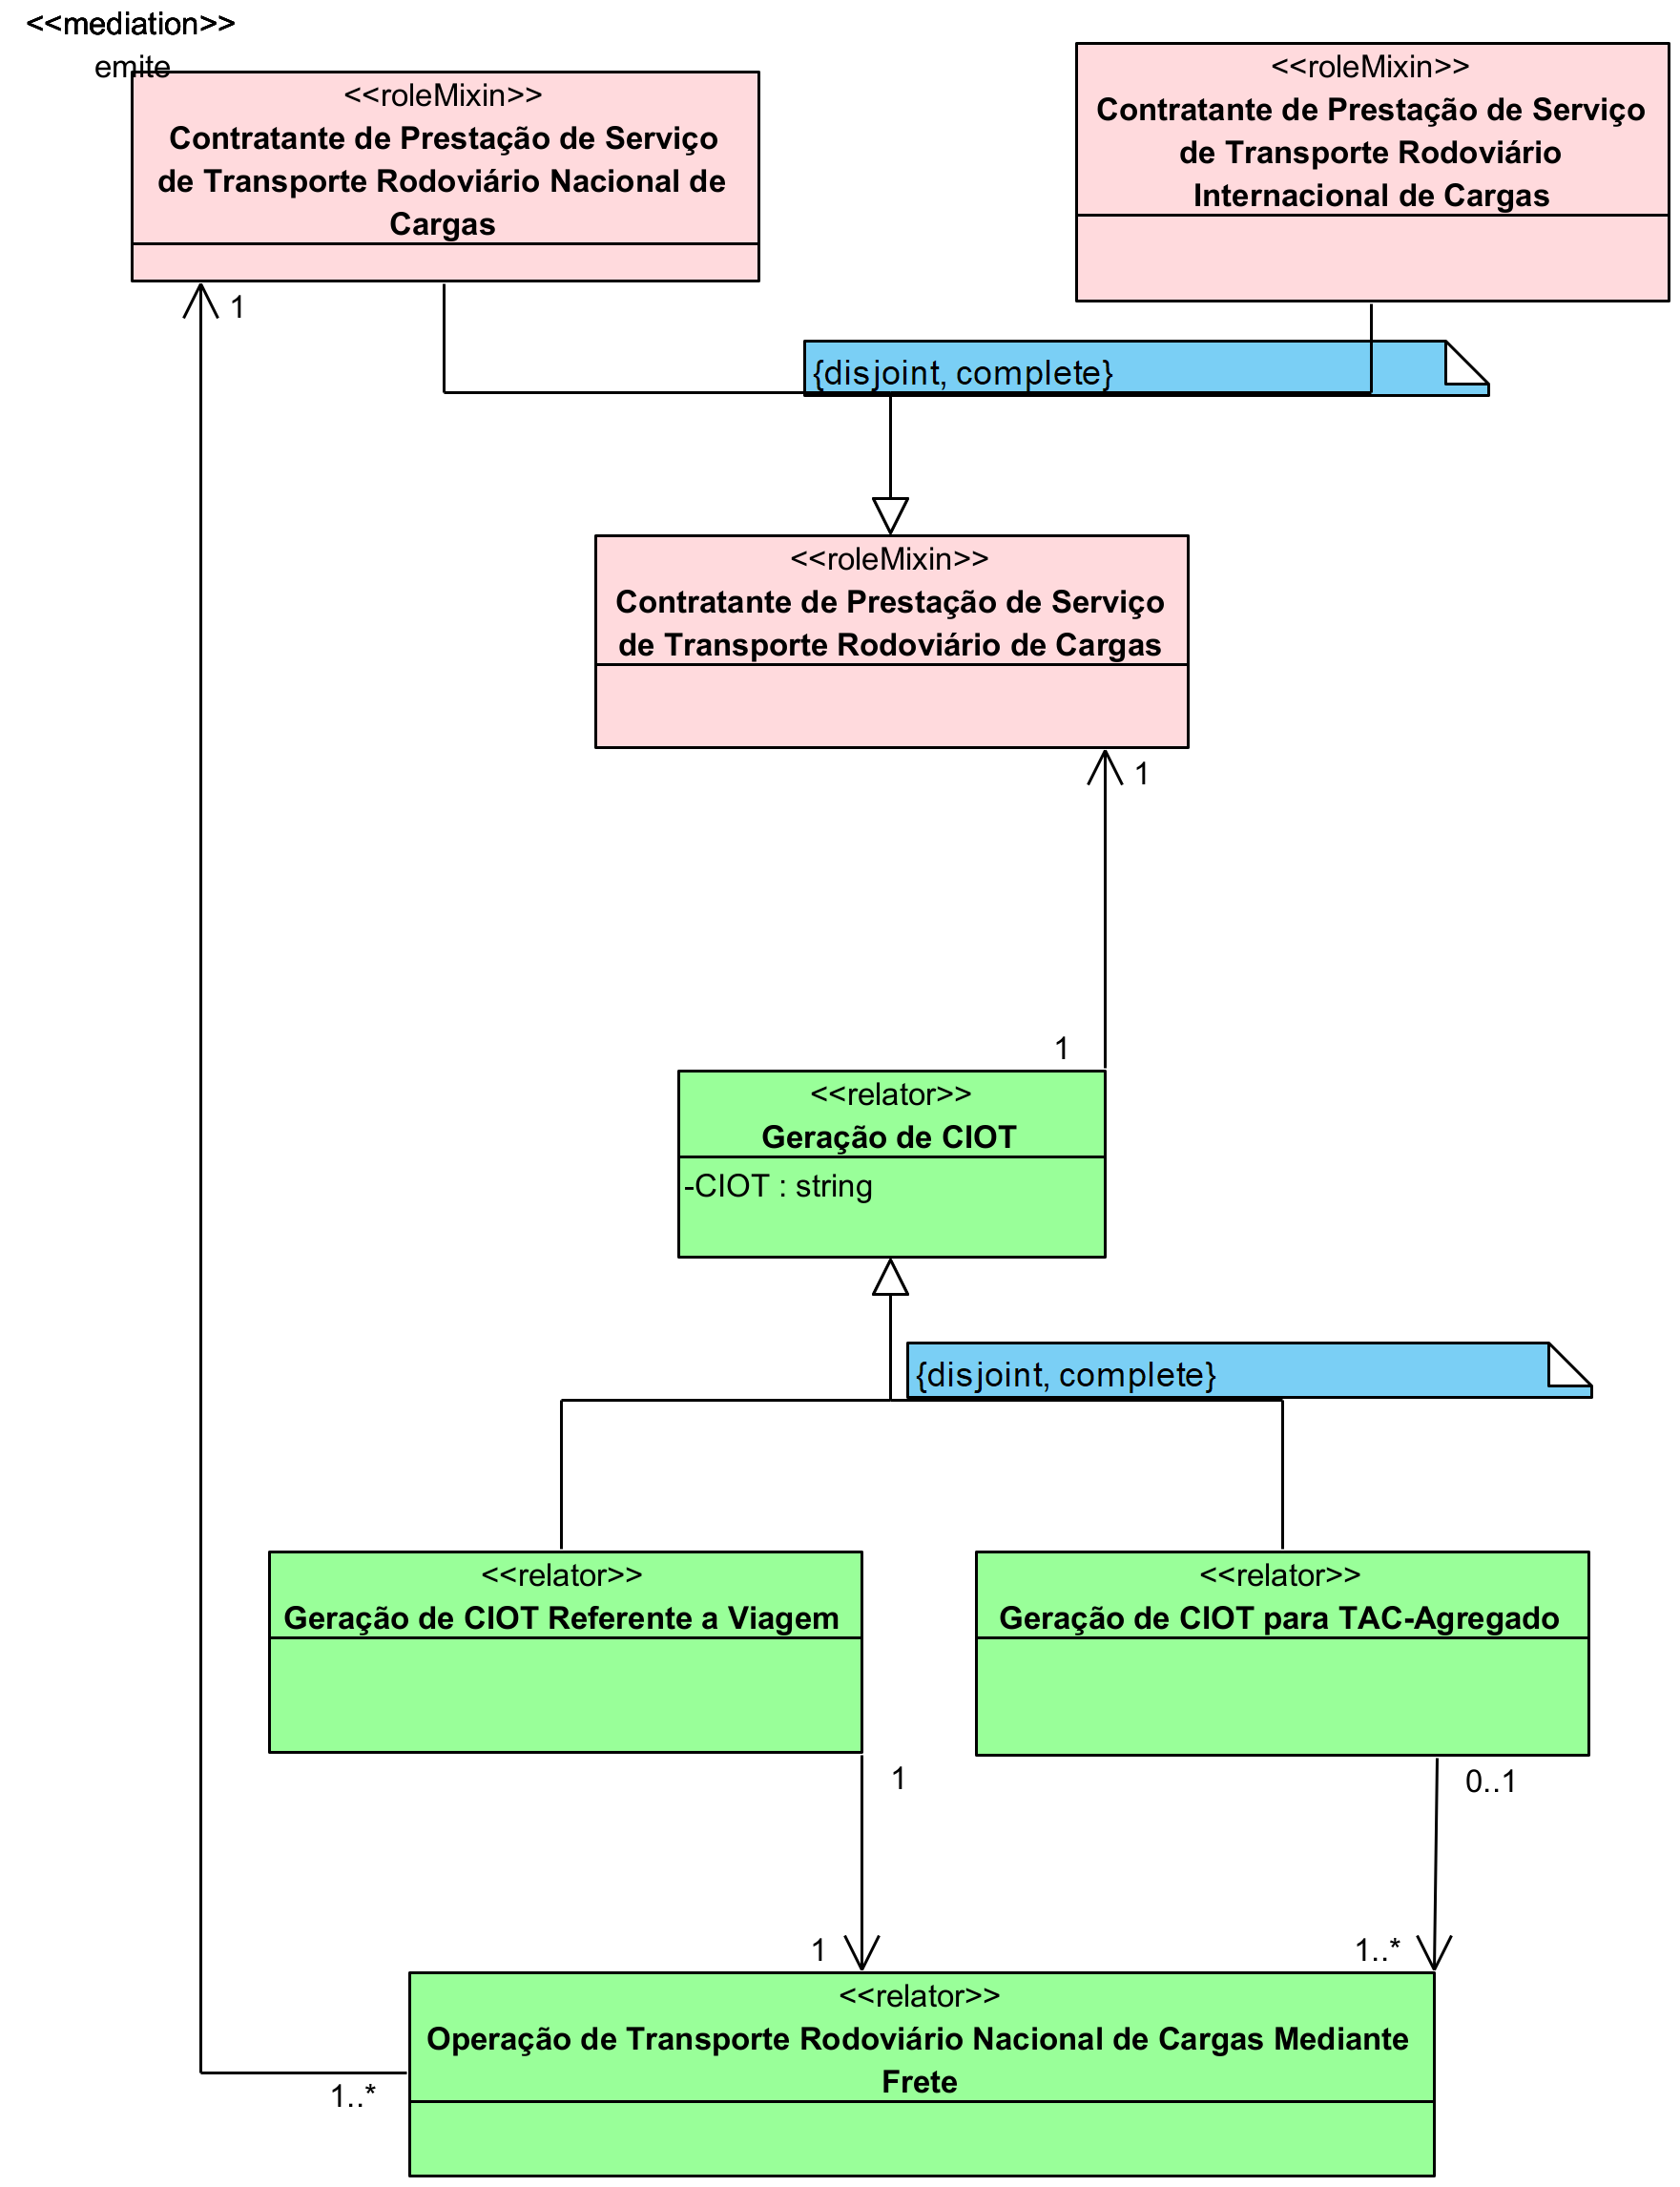 <<mediation>>
emite
<<roleMixin>>
Contratante de Prestação de Serviço
de Transporte Rodoviário Nacional de
Cargas
<<roleMixin>>
Contratante de Prestação de Serviço
de Transporte Rodoviário
Internacional de Cargas
1
{disjoint, complete}
<<roleMixin>>
Contratante de Prestação de Serviço
de Transporte Rodoviário de Cargas
1
1
<<relator>>
Geração de CIOT
-CIOT : string
{disjoint, complete}
<<relator>>
Geração de CIOT Referente a Viagem
<<relator>>
Geração de CIOT para TAC-Agregado
1
0..1
1
1..*
<<relator>>
Operação de Transporte Rodoviário Nacional de Cargas Mediante
Frete
1..*